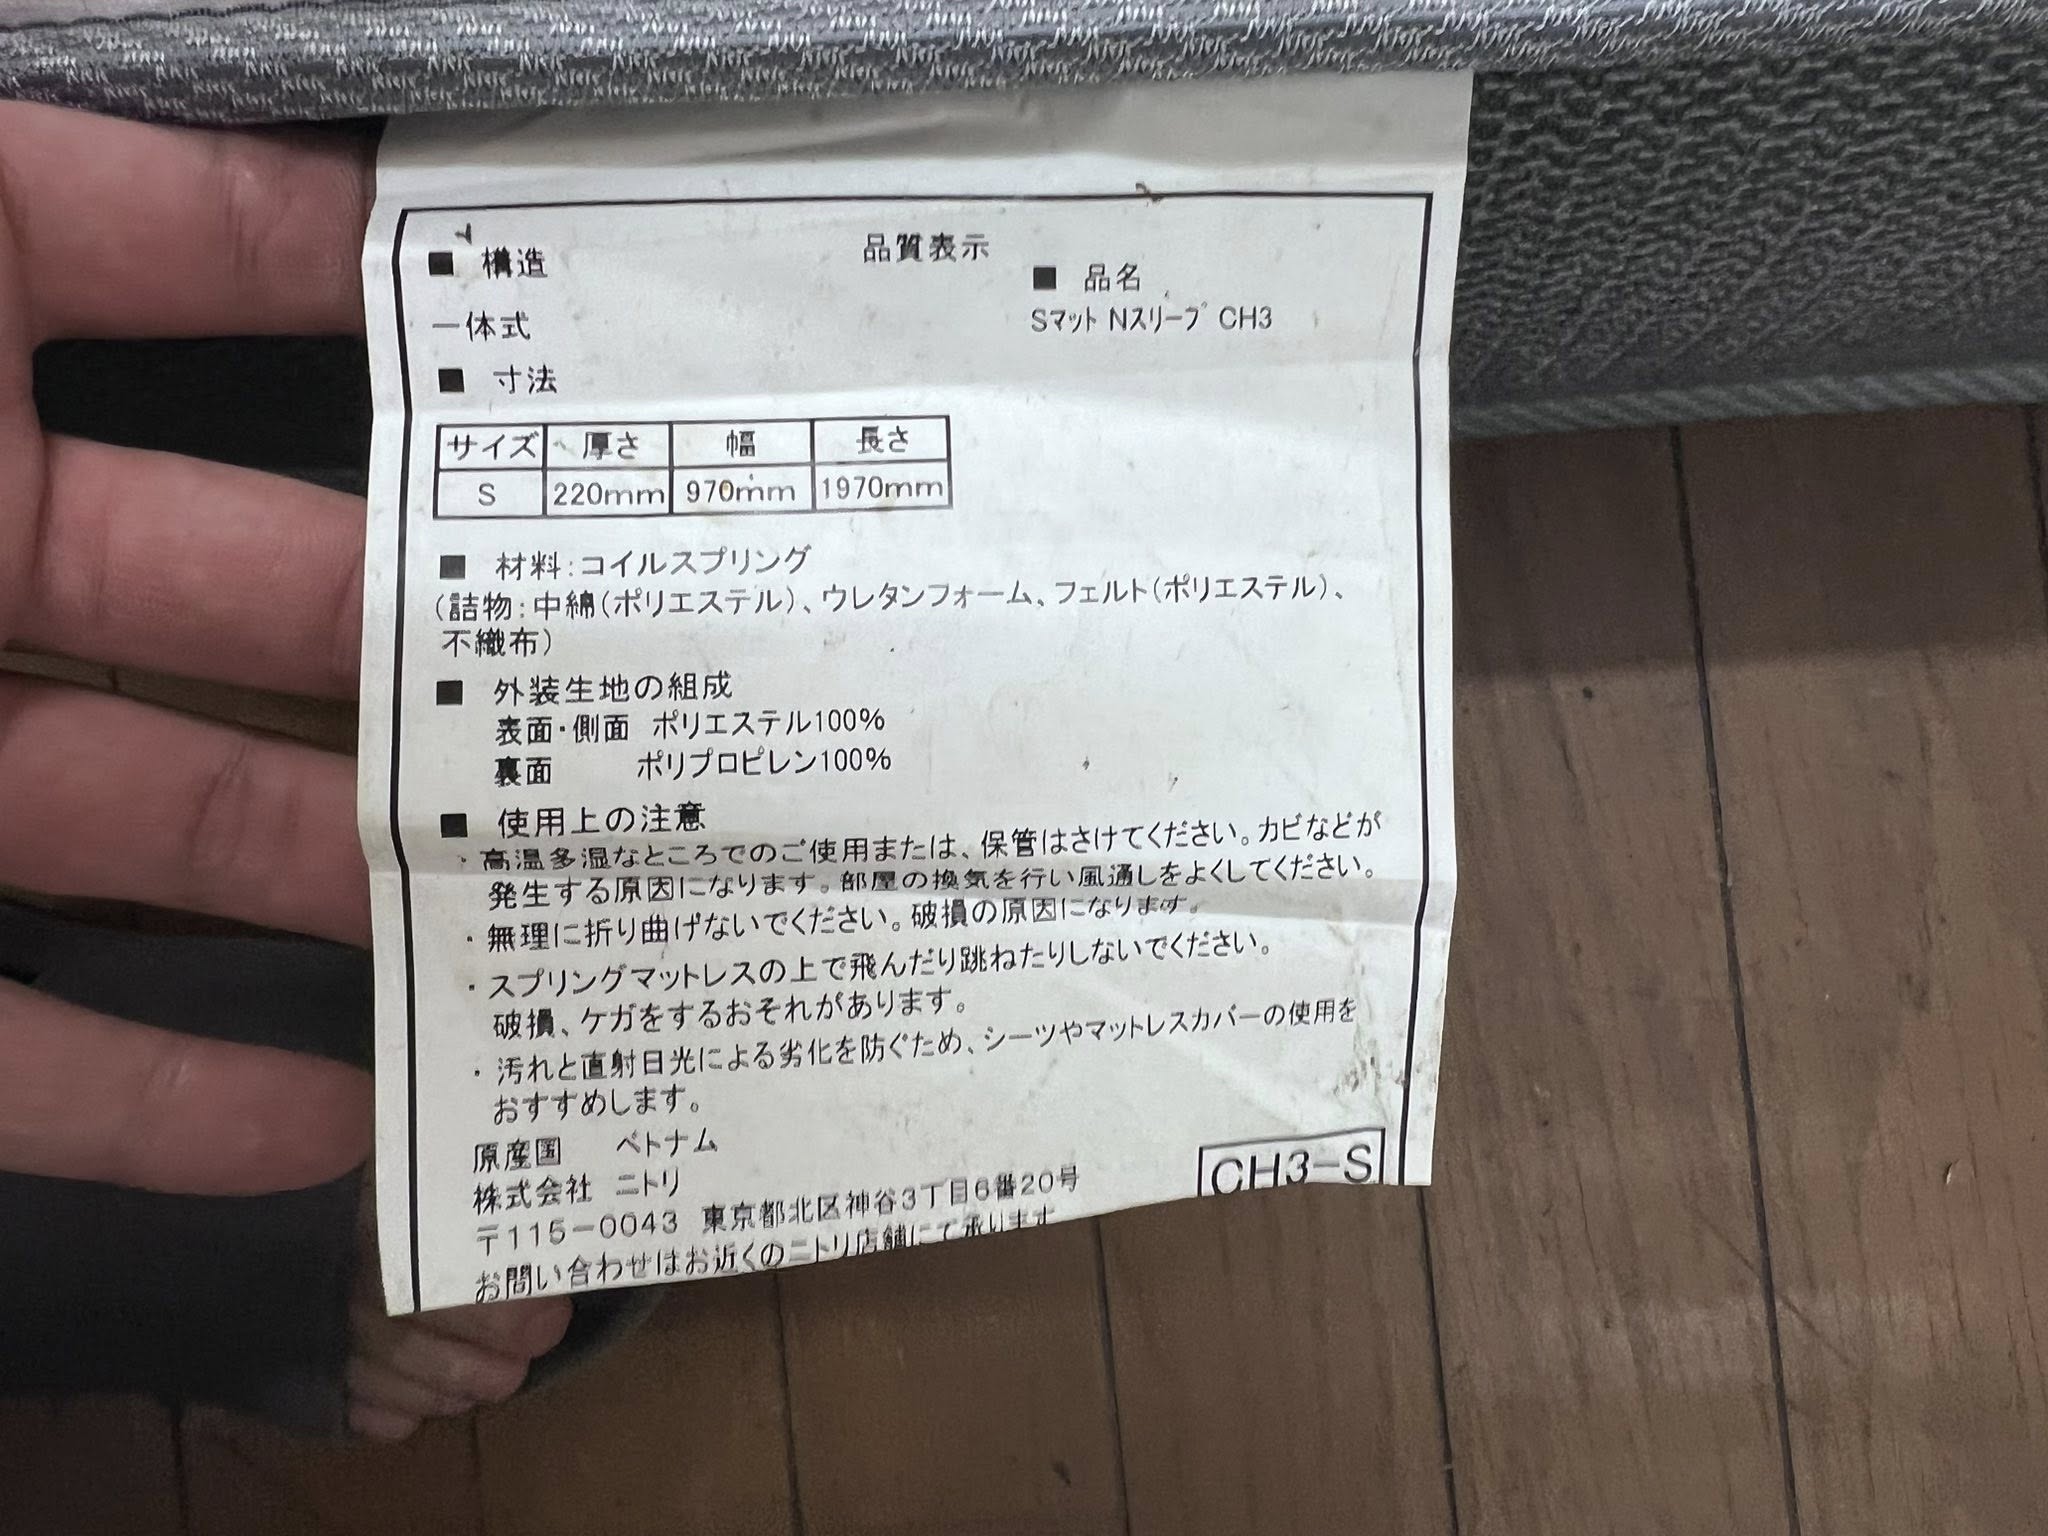 品質表示
■ 構造
一体式
■ 品名
Sマット Nスリープ CH3
■ 寸法
サイズ 厚さ 幅 長さ
S 220mm 970mm 1970mm
■ 材料:コイルスプリング
(詰物:中綿(ポリエステル)、ウレタンフォーム、フェルト(ポリエステル)、
不織布)
■ 外装生地の組成
表面・側面 ポリエステル100%
裏面 ポリプロピレン100%
■ 使用上の注意
・高温多湿なところでのご使用または、保管はさけてください。カビなどが
発生する原因になります。部屋の換気を行い風通しをよくしてください。
・無理に折り曲げないでください。破損の原因になります。
・スプリングマットレスの上で飛んだり跳ねたりしないでください。
破損、ケガをするおそれがあります。
・汚れと直射日光による劣化を防ぐため、シーツやマットレスカバーの使用を
おすすめします。
原産国 ベトナム
株式会社 ニトリ
〒115-0043 東京都北区神谷3丁目6番20号
お問い合わせはお近くのニトリ店舗にて承ります
CH3-S